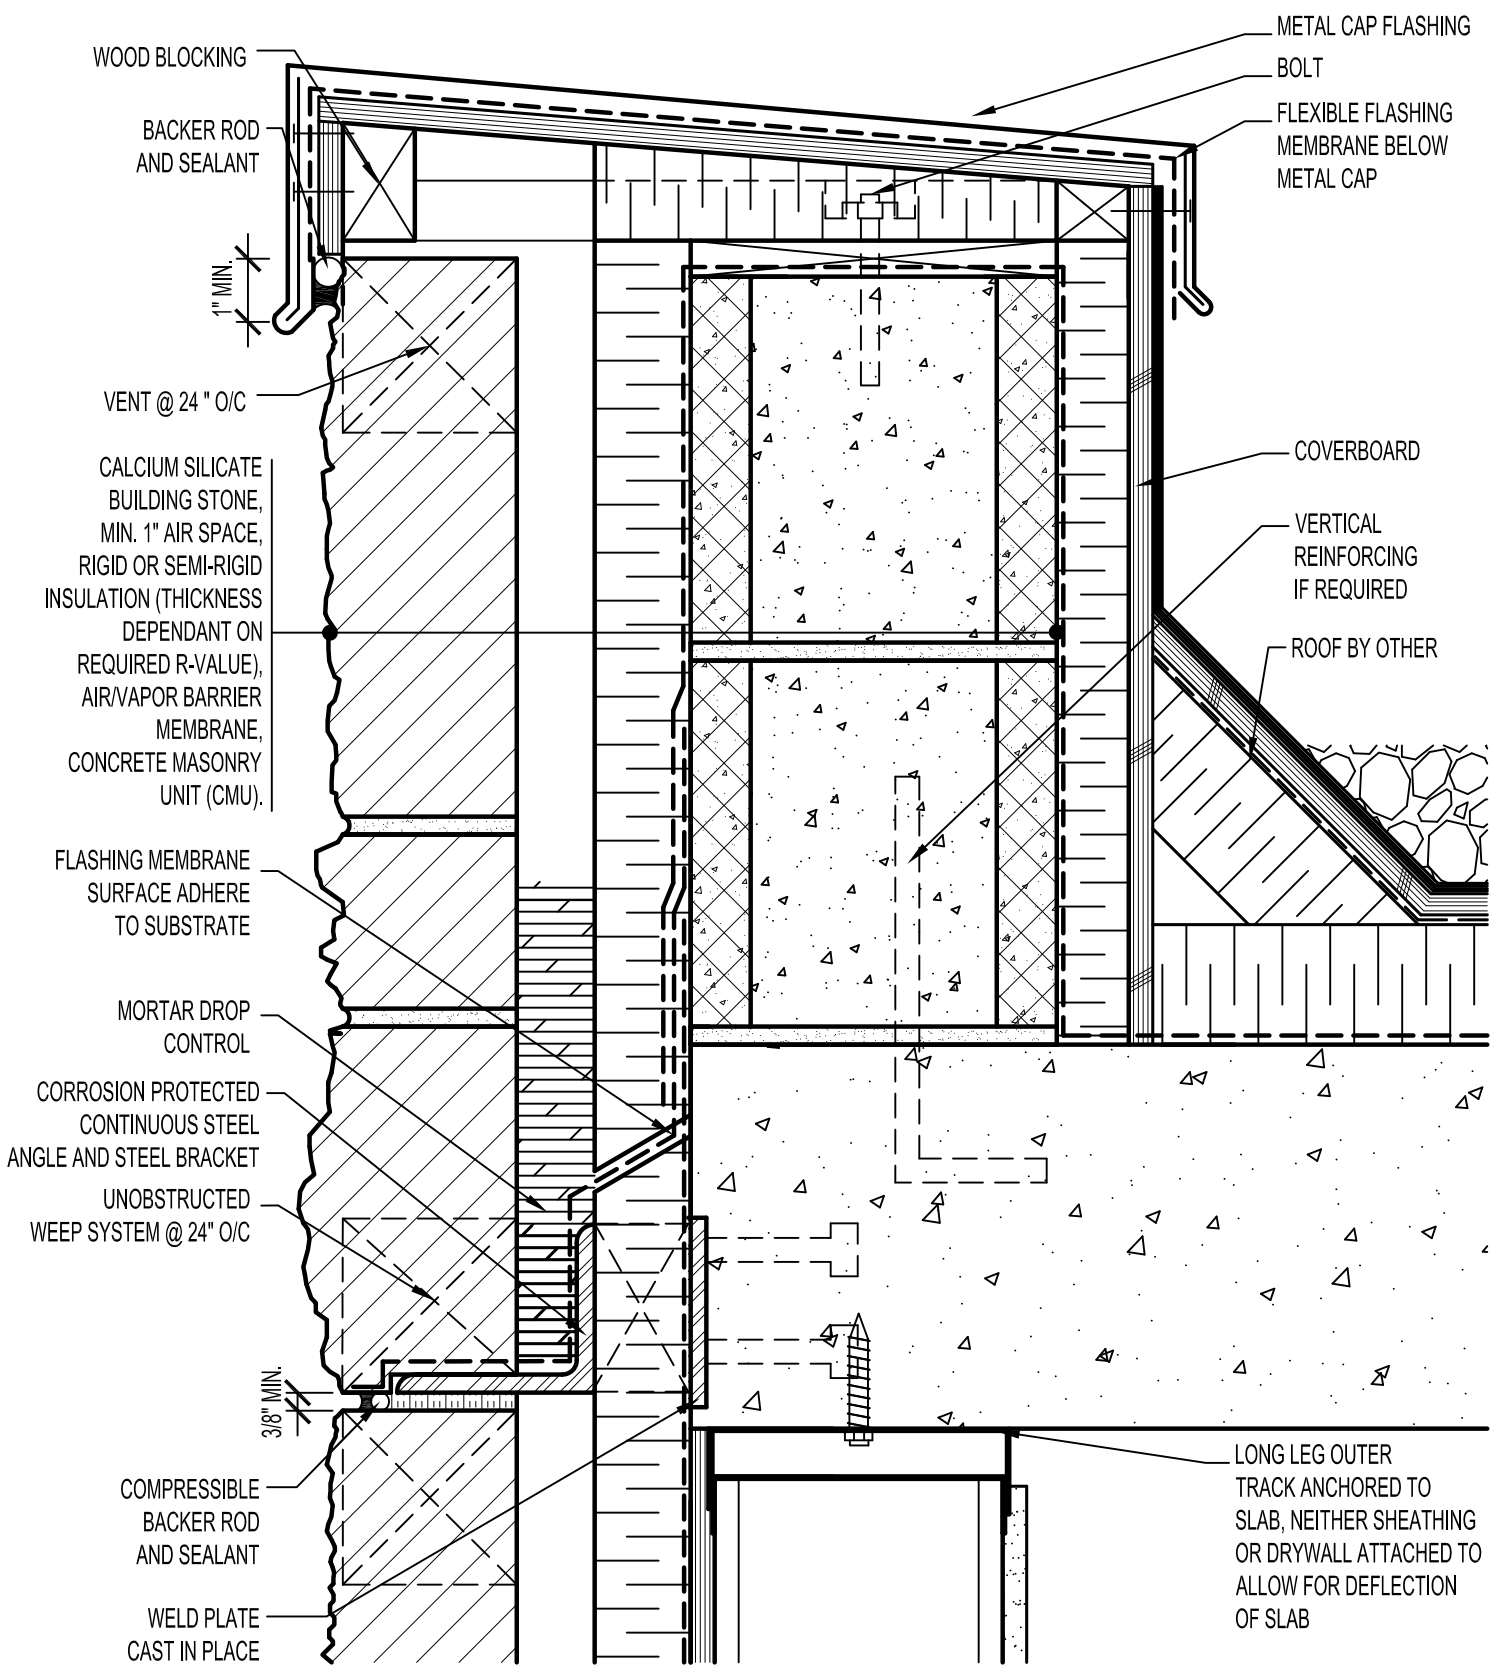 WOOD BLOCKING
BACKER ROD
AND SEALANT
1" MIN.
VENT @ 24 " O/C
CALCIUM SILICATE
BUILDING STONE,
MIN. 1" AIR SPACE,
RIGID OR SEMI-RIGID
INSULATION (THICKNESS
DEPENDANT ON
REQUIRED R-VALUE),
AIR/VAPOR BARRIER
MEMBRANE,
CONCRETE MASONRY
UNIT (CMU).
FLASHING MEMBRANE
SURFACE ADHERE
TO SUBSTRATE
MORTAR DROP
CONTROL
CORROSION PROTECTED
CONTINUOUS STEEL
ANGLE AND STEEL BRACKET
UNOBSTRUCTED
WEEP SYSTEM @ 24" O/C
3/8" MIN.
COMPRESSIBLE
BACKER ROD
AND SEALANT
WELD PLATE
CAST IN PLACE
METAL CAP FLASHING
BOLT
FLEXIBLE FLASHING
MEMBRANE BELOW
METAL CAP
COVERBOARD
VERTICAL
REINFORCING
IF REQUIRED
ROOF BY OTHER
LONG LEG OUTER
TRACK ANCHORED TO
SLAB, NEITHER SHEATHING
OR DRYWALL ATTACHED TO
ALLOW FOR DEFLECTION
OF SLAB